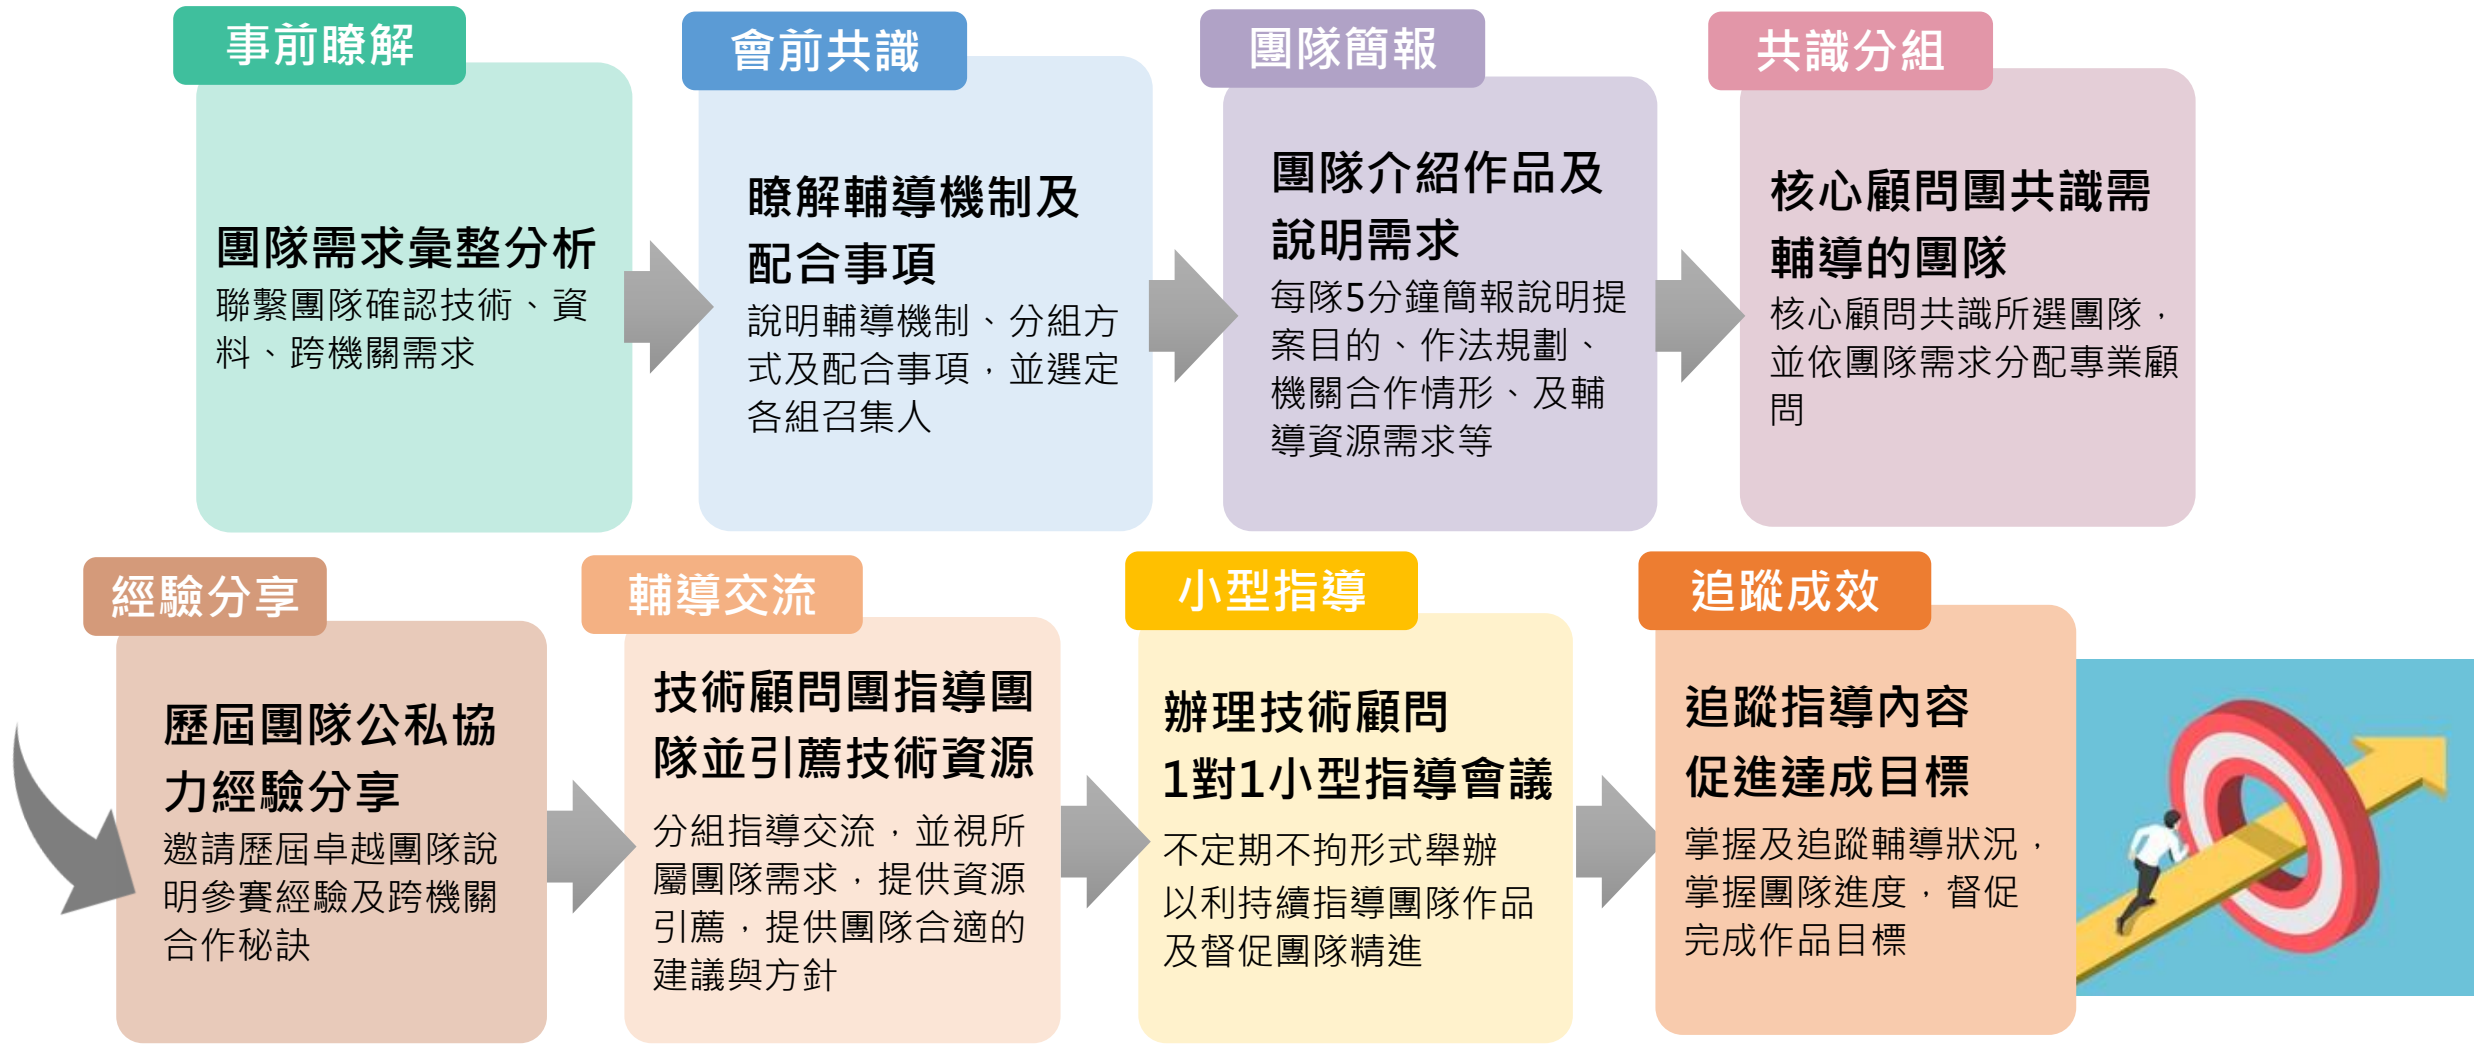 事前瞭解
團隊需求彙整分析
聯繫團隊確認技術、資
料、跨機關需求
會前共識
瞭解輔導機制及
配合事項
說明輔導機制、分組方
式及配合事項，並選定
各組召集人
團隊簡報
團隊介紹作品及
說明需求
每隊5分鐘簡報說明提
案目的、作法規劃、
機關合作情形、及輔
導資源需求等
共識分組
核心顧問團共識需
輔導的團隊
核心顧問共識所選團隊，
並依團隊需求分配專業顧
問
經驗分享
歷屆團隊公私協
力經驗分享
邀請歷屆卓越團隊說
明參賽經驗及跨機關
合作秘訣
輔導交流
技術顧問團指導團
隊並引薦技術資源
分組指導交流，並視所
屬團隊需求，提供資源
引薦，提供團隊合適的
建議與方針
小型指導
辦理技術顧問
1對1小型指導會議
不定期不拘形式舉辦
以利持續指導團隊作品
及督促團隊精進
追蹤成效
追蹤指導內容
促進達成目標
掌握及追蹤輔導狀況，
掌握團隊進度，督促
完成作品目標